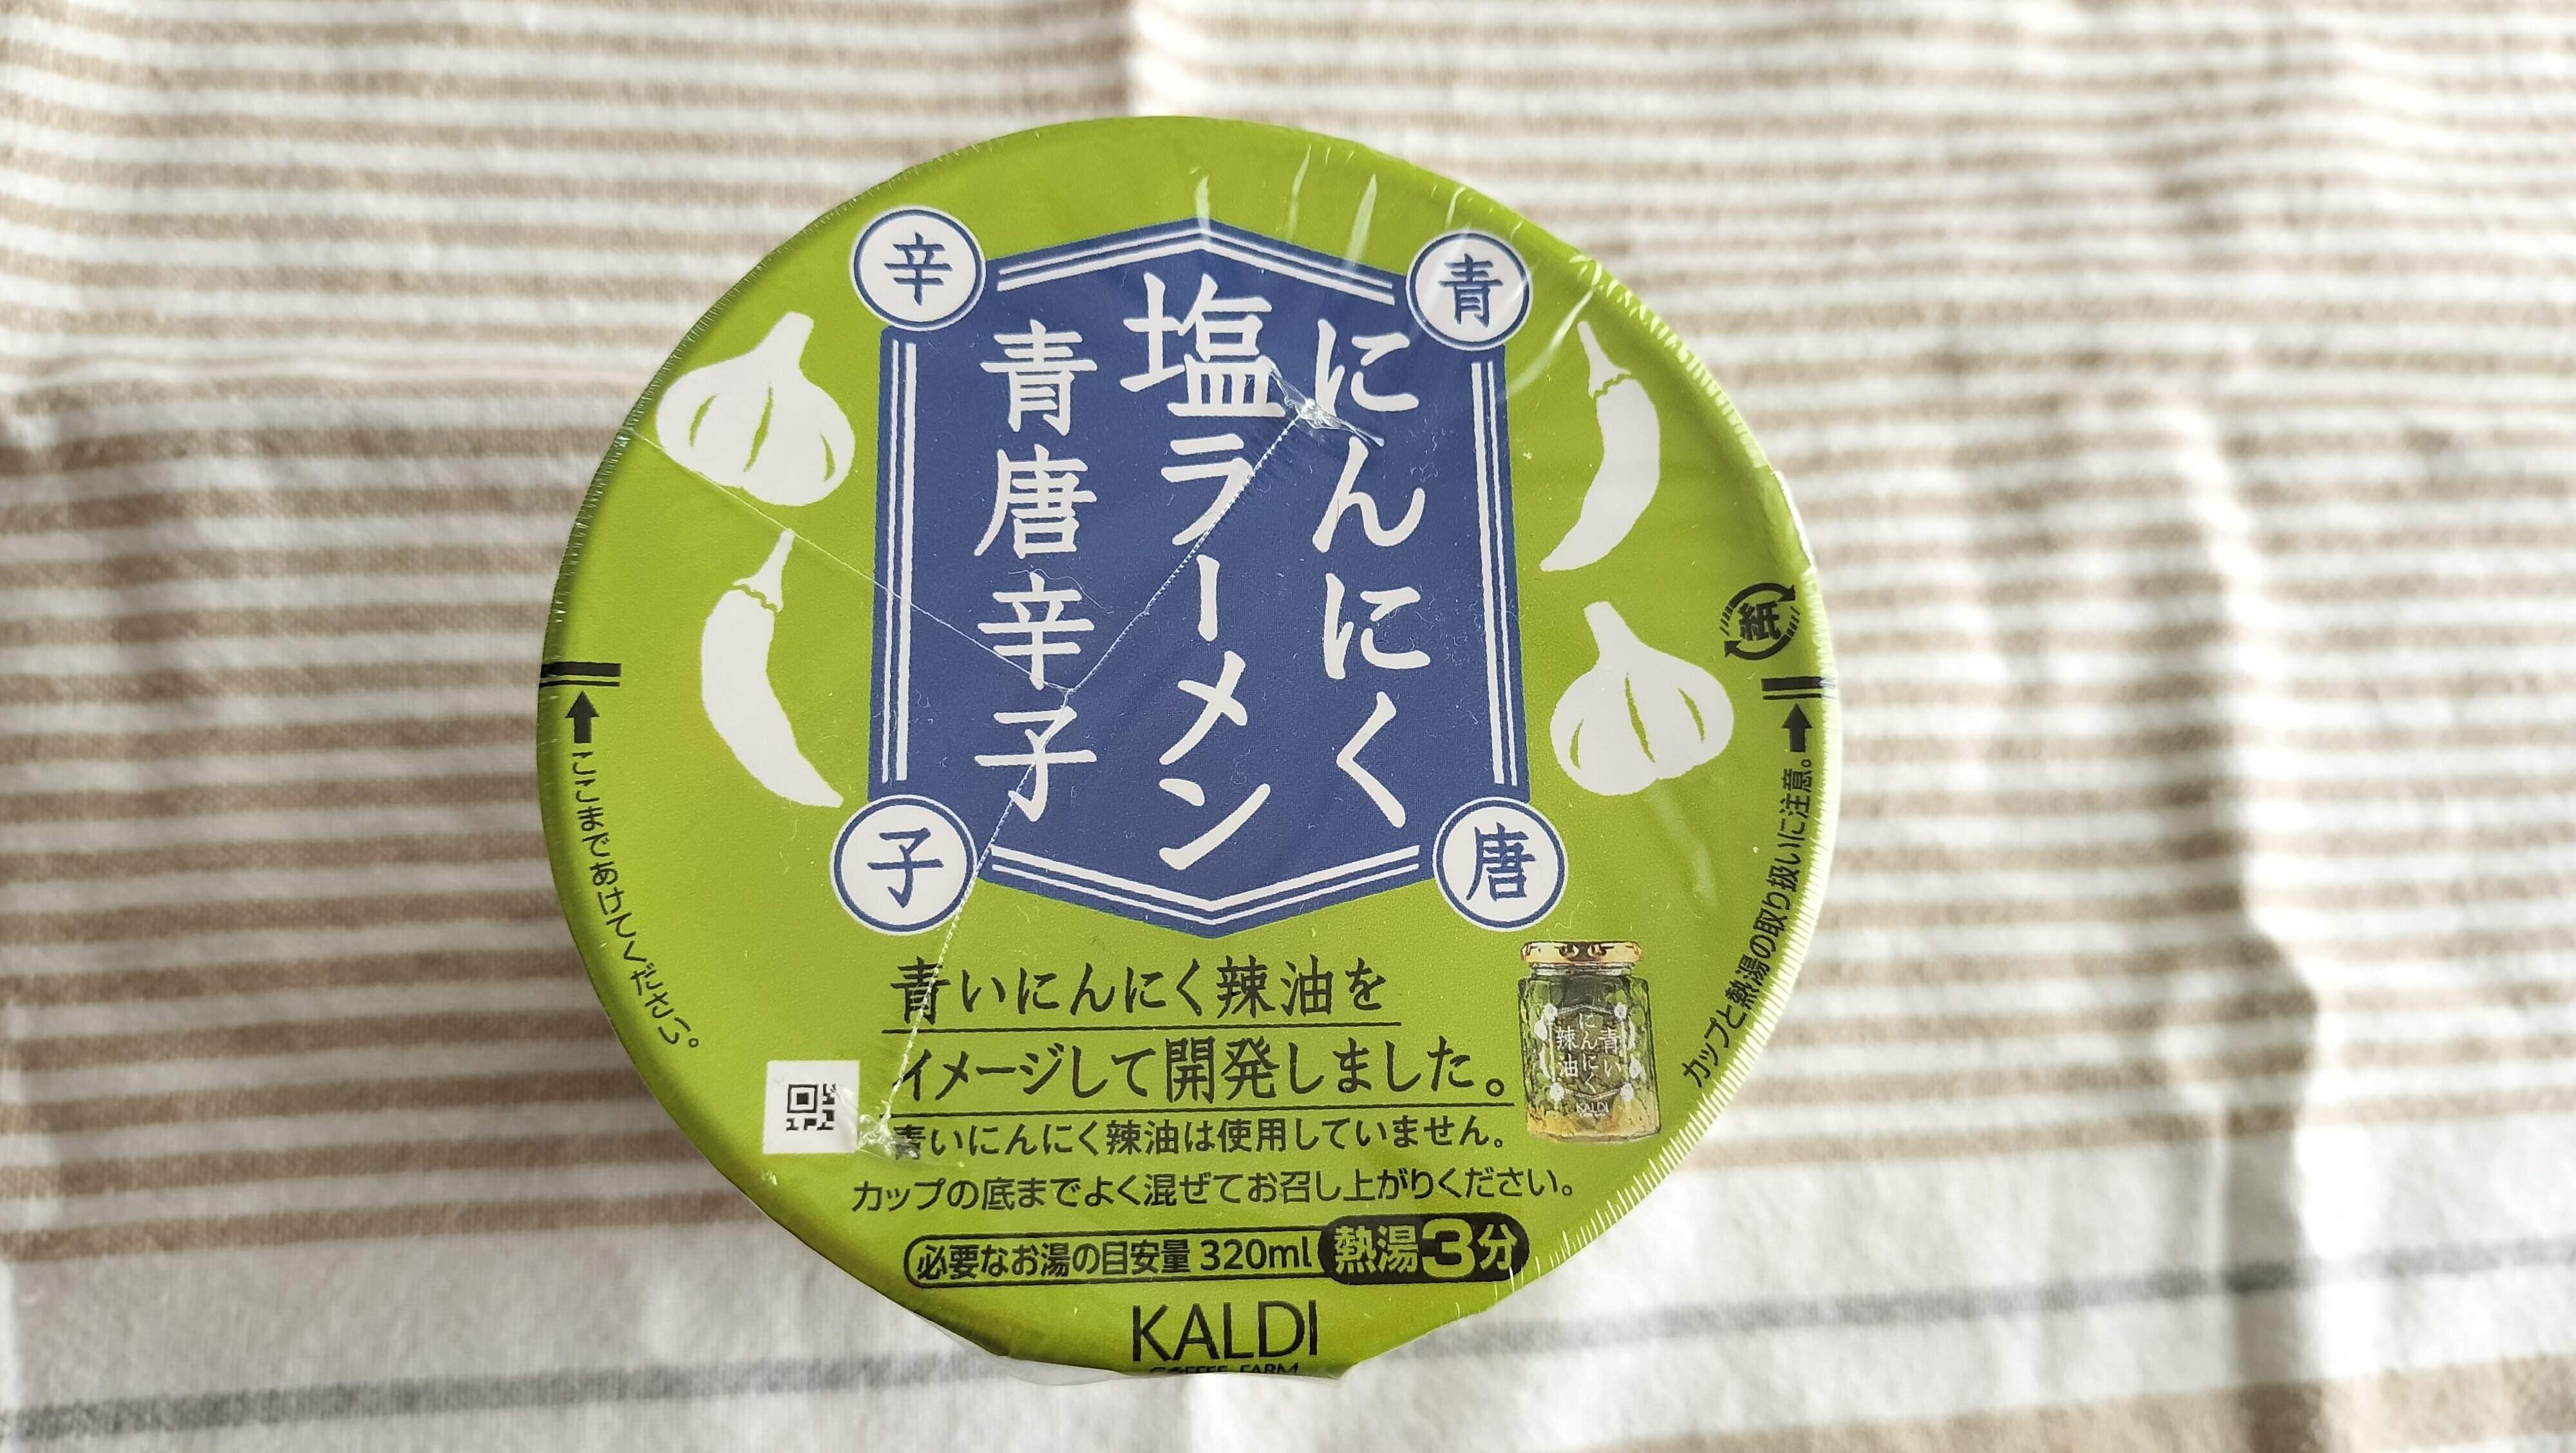 辛
青
にんにく
塩ラーメン
青唐辛子
子
唐
紙
ここまであけてください。
カップと熱湯の取り扱いに注意。
青いにんにく辣油を
イメージして開発しました。
青いにんにく辣油は使用していません。
カップの底までよく混ぜてお召し上がりください。
必要なお湯の目安量 320ml 熱湯3分
KALDI
COFFEE FARM
青い
にんにく
辣油
KALDI